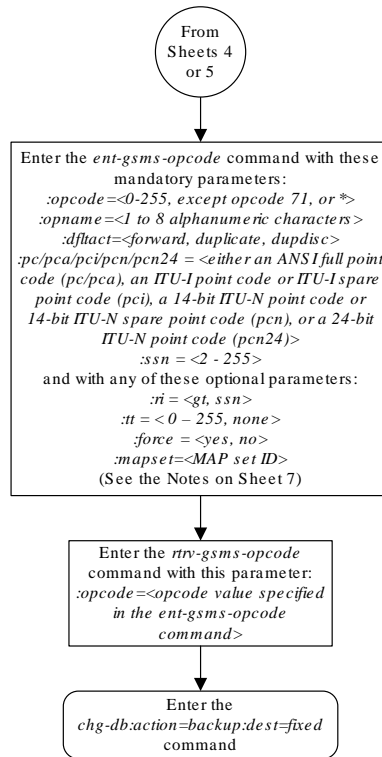 From
Sheets 4
or 5
Enter the ent-gsms-opcode command with these
mandatory parameters:
:opcode=<0-255, except opcode 71, or *>
:opname=<1 to 8 alphanumeric characters>
:dfltact=<forward, duplicate, dupdisc>
:pc/pca/pci/pcn/pcn24 = <either an ANSI full point
code (pc/pca), an ITU-I point code or ITU-I spare
point code (pci), a 14-bit ITU-N point code or
14-bit ITU-N spare point code (pcn), or a 24-bit
ITU-N point code (pcn24)>
:ssn = <2 - 255>
and with any of these optional parameters:
:ri = <gt, ssn>
:tt = < 0 – 255, none>
:force = <yes, no>
:mapset=<MAP set ID>
(See the Notes on Sheet 7)
Enter the rtrv-gsms-opcode
command with this parameter:
:opcode=<opcode value specified
in the ent-gsms-opcode
command>
Enter the
chg-db:action=backup:dest=fixed
command